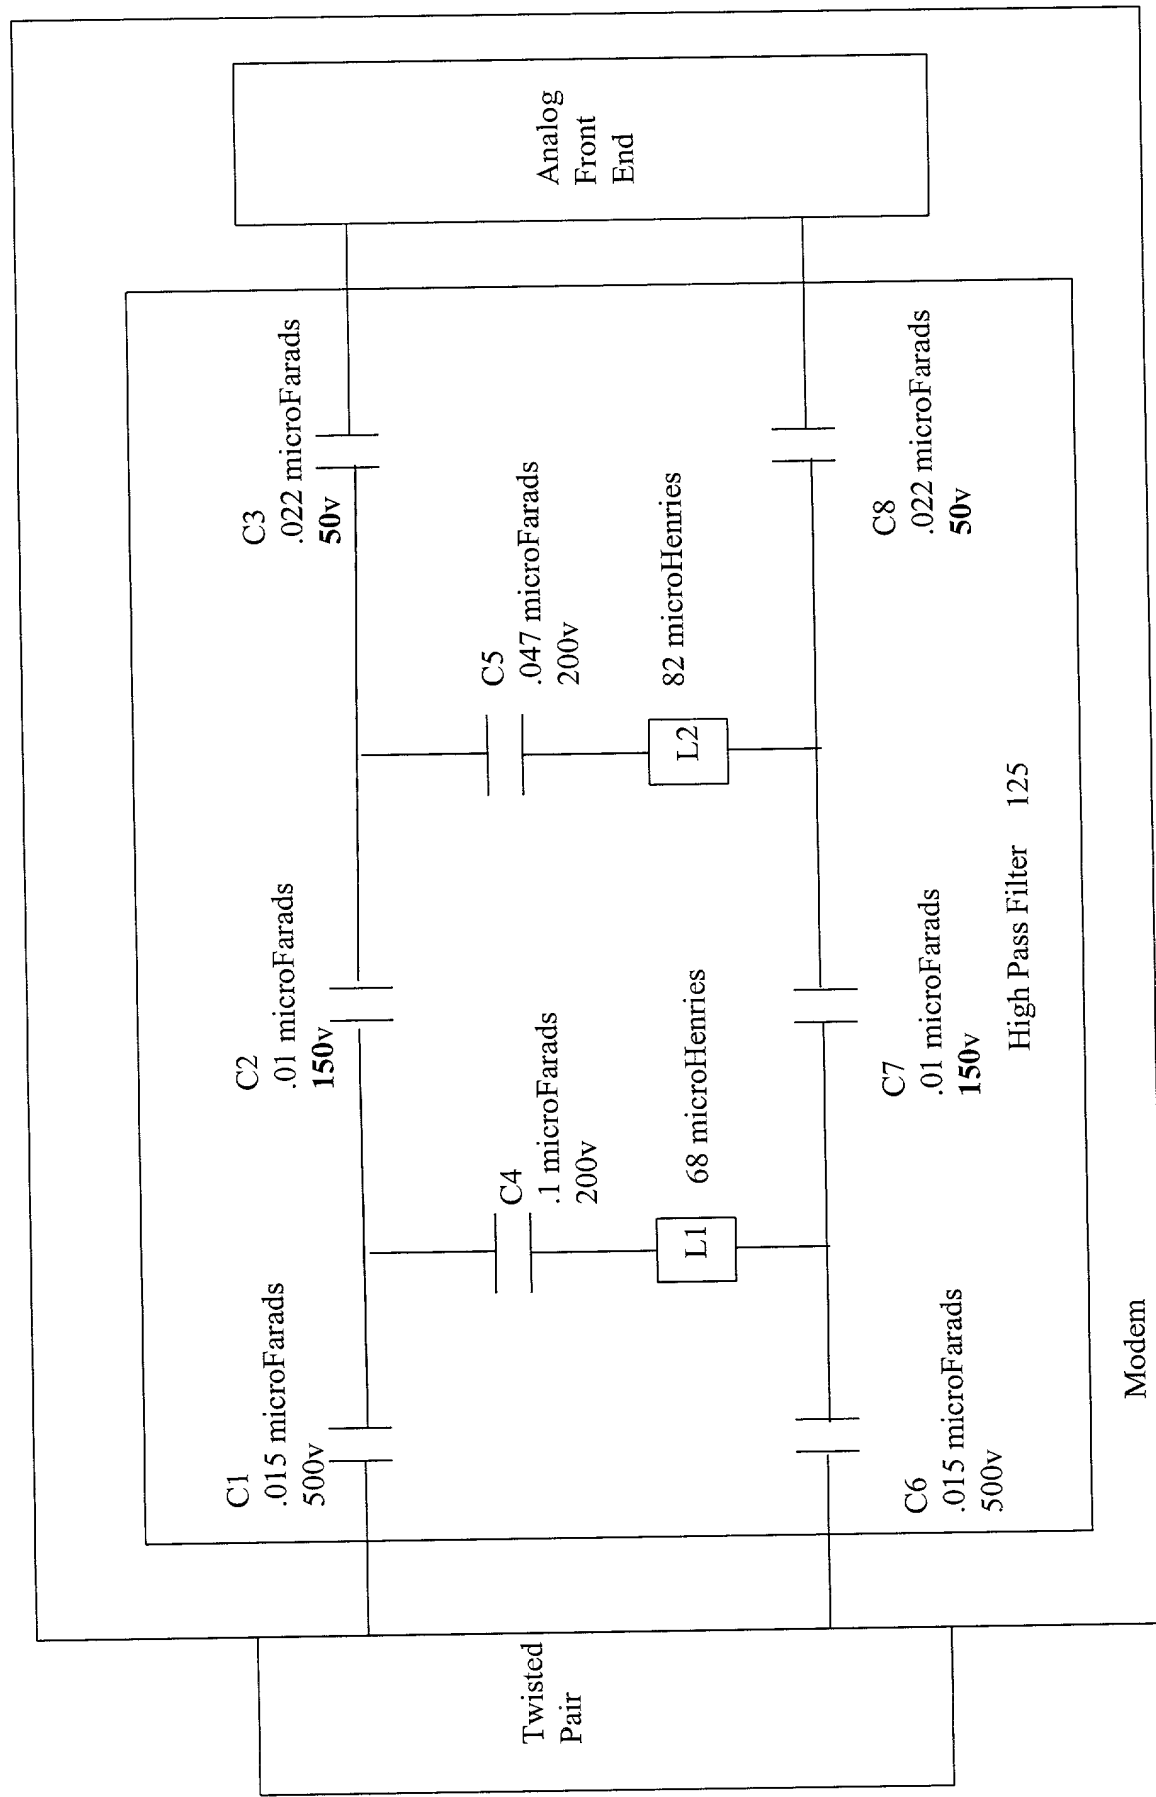 Twisted
Pair
C1
.015 microFarads
500v
C2
.01 microFarads
150v
C3
.022 microFarads
50v
C4
.1 microFarads
200v
C5
.047 microFarads
200v
L1
68 microHenries
L2
82 microHenries
C6
.015 microFarads
500v
C7
.01 microFarads
150v
C8
.022 microFarads
50v
High Pass Filter 125
Modem
Analog
Front
End